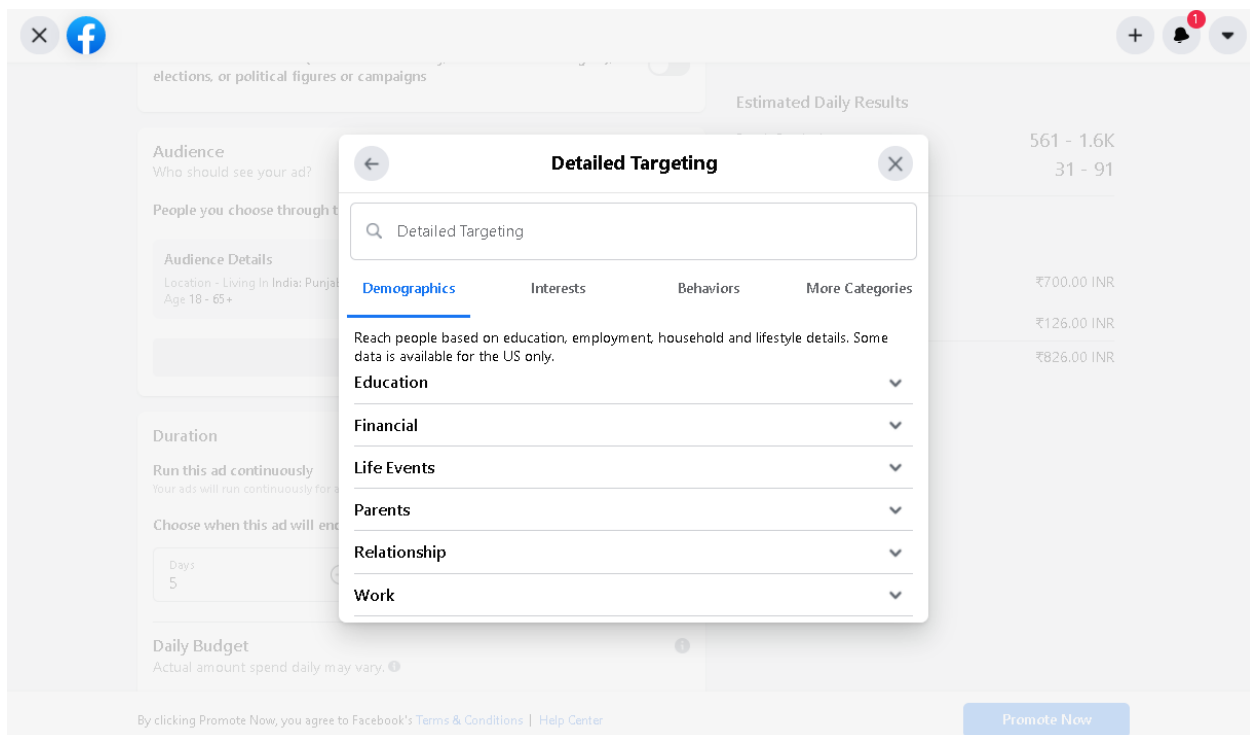 1
elections, or political figures or campaigns
Estimated Daily Results
561 - 1.6K
31 - 91
Audience
Who should see your ad?
People you choose through t
Audience Details
Location - Living In India: Punjab
Age 18 - 65+
Detailed Targeting
Detailed Targeting
Demographics Interests Behaviors More Categories
Reach people based on education, employment, household and lifestyle details. Some
data is available for the US only.
Education
Financial
Life Events
Parents
Relationship
Work
₹700.00 INR
₹126.00 INR
₹826.00 INR
Duration
Run this ad continuously
Your ads will run continuously for a
Choose when this ad will end
Days
5
Daily Budget
Actual amount spend daily may vary.
By clicking Promote Now, you agree to Facebook's Terms & Conditions | Help Center
Promote Now